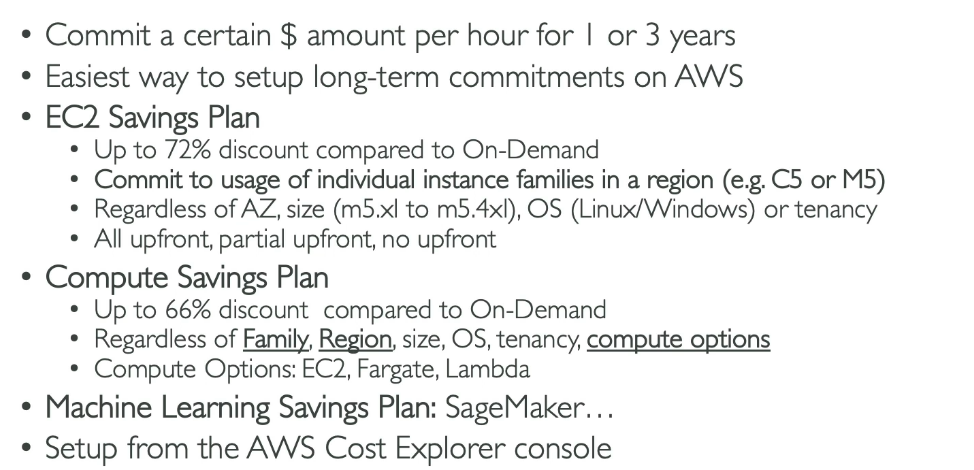 • Commit a certain $ amount per hour for 1 or 3 years
• Easiest way to setup long-term commitments on AWS
• EC2 Savings Plan
• Up to 72% discount compared to On-Demand
• Commit to usage of individual instance families in a region (e.g. C5 or M5)
• Regardless of AZ, size (m5.xl to m5.4xl), OS (Linux/Windows) or tenancy
• All upfront, partial upfront, no upfront
• Compute Savings Plan
• Up to 66% discount compared to On-Demand
• Regardless of Family, Region, size, OS, tenancy, compute options
• Compute Options: EC2, Fargate, Lambda
• Machine Learning Savings Plan: SageMaker…
• Setup from the AWS Cost Explorer console